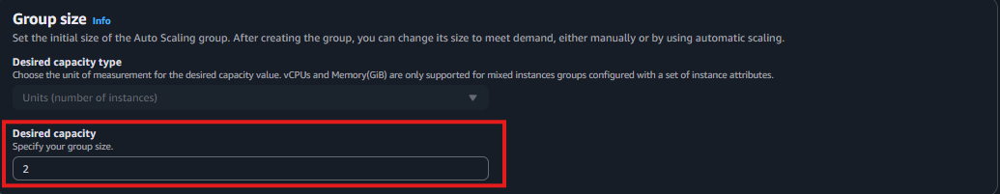 Group size Info
Set the initial size of the Auto Scaling group. After creating the group, you can change its size to meet demand, either manually or by using automatic scaling.
Desired capacity type
Choose the unit of measurement for the desired capacity value. vCPUs and Memory(GiB) are only supported for mixed instances groups configured with a set of instance attributes.
Units (number of instances)
Desired capacity
Specify your group size.
2